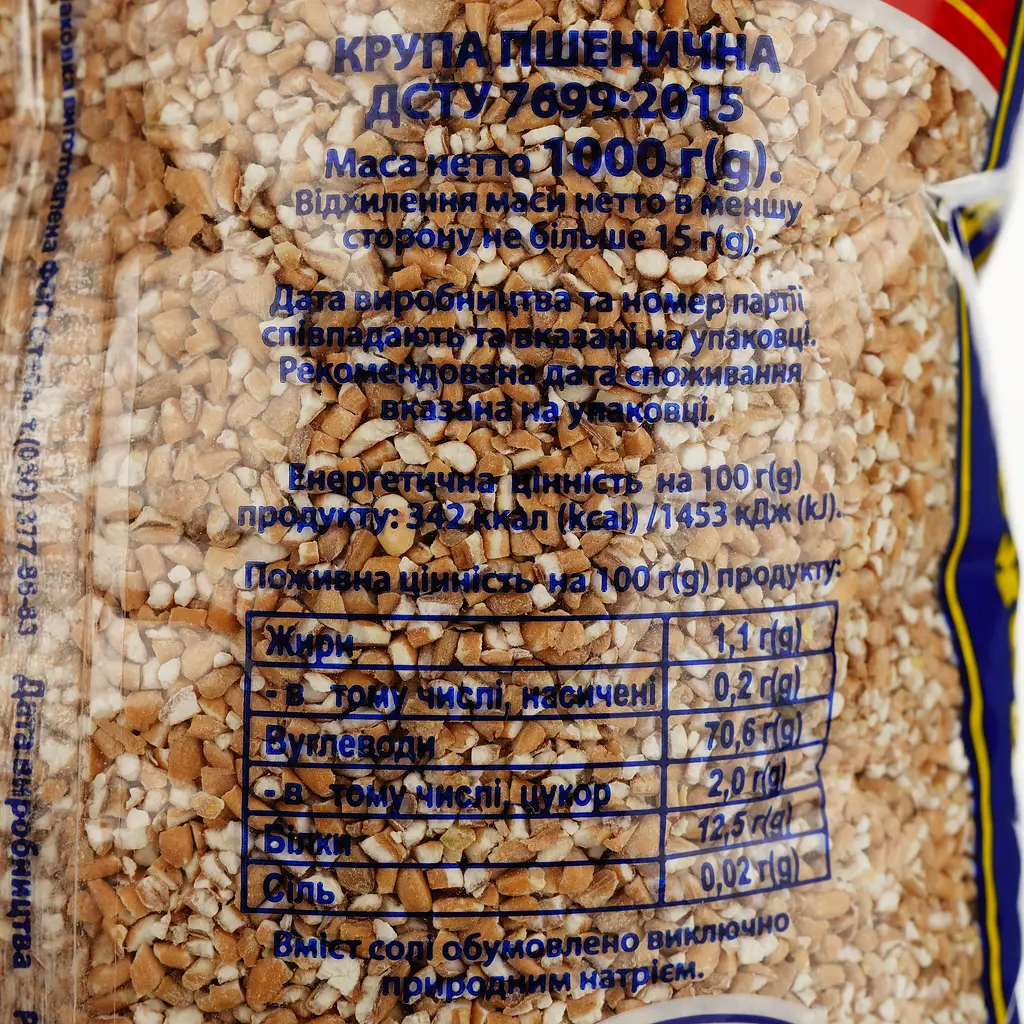 КРУПА ПШЕНИЧНА
ДСТУ 7699:2015
Маса нетто 1000 г(g).
Відхилення маси нетто в меншу
сторону не більше 15 г(g).
Дата виробництва та номер партії
співпадають та вказані на упаковці.
Рекомендована дата споживання
вказана на упаковці.
Енергетична цінність на 100 г(g)
продукту: 342 ккал (kcal) /1453 кДж (kJ).
Поживна цінність на 100 г(g) продукту:
Жири 1,1 г(g)
- в тому числі, насичені 0,2 г(g)
Вуглеводи 70,6 г(g)
- в тому числі, цукор 2,0 г(g)
Білки 12,5 г(g)
Сіль 0,02 г(g)
Вміст солі обумовлено виключно
природним натрієм.
виготовлена
377-86-83
Дата виробництва